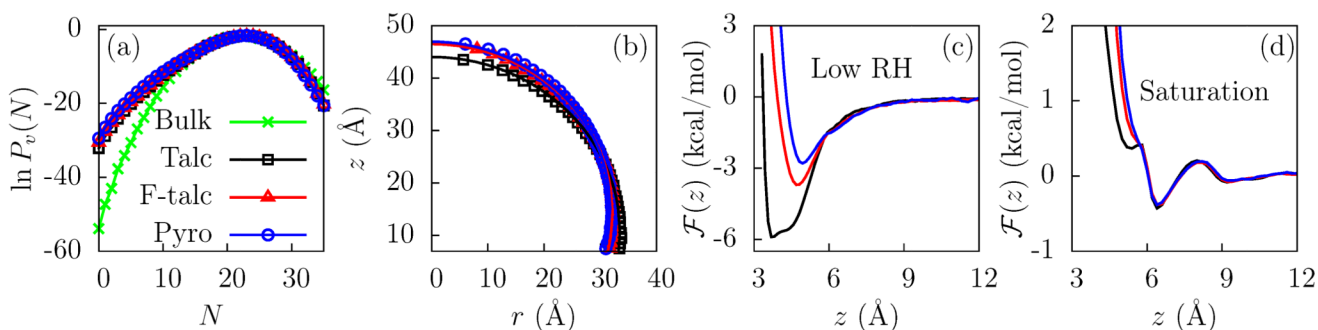 (a)
ln P_v(N)
0
-20
-40
-60
Bulk
Talc
F-talc
Pyro
0 10 20 30
N
(b)
z (Å)
50
40
30
20
10
0 10 20 30 40
r (Å)
(c)
Low RH
F(z) (kcal/mol)
3
0
-3
-6
3 6 9 12
z (Å)
(d)
Saturation
F(z) (kcal/mol)
2
1
0
-1
3 6 9 12
z (Å)